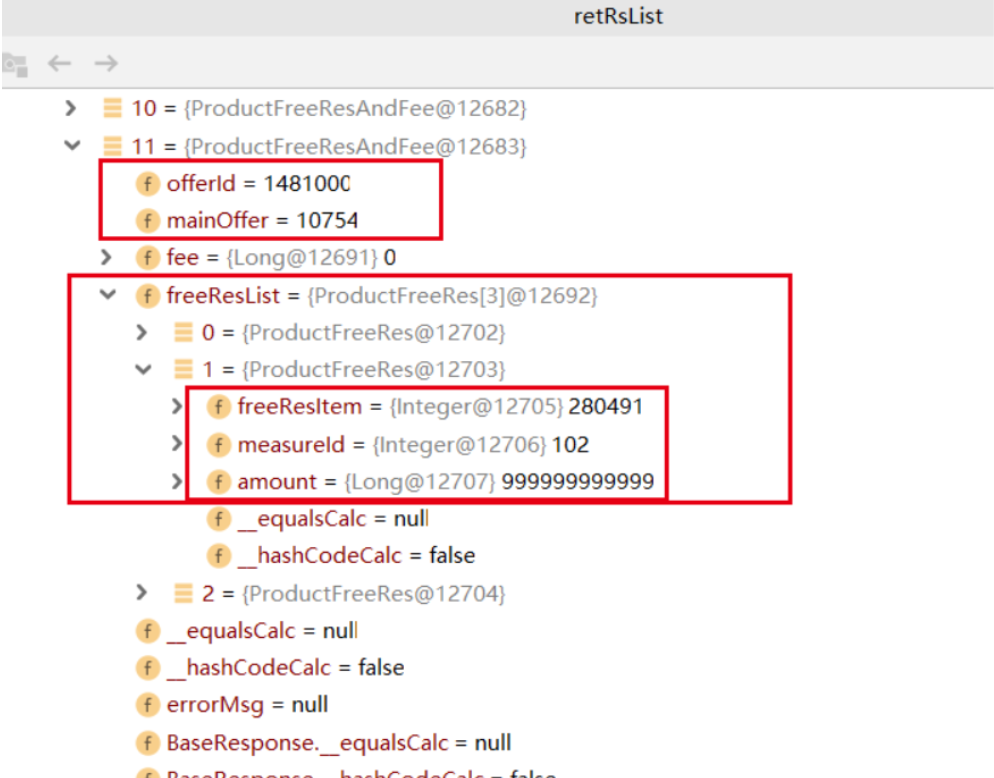 retRsList
10 = {ProductFreeResAndFee@12682}
11 = {ProductFreeResAndFee@12683}
f offerId = 1481000
f mainOffer = 10754
f fee = {Long@12691} 0
f freeResList = {ProductFreeRes[3]@12692}
0 = {ProductFreeRes@12702}
1 = {ProductFreeRes@12703}
f freeResItem = {Integer@12705} 280491
f measureId = {Integer@12706} 102
f amount = {Long@12707} 999999999999
f __equalsCalc = null
f __hashCodeCalc = false
2 = {ProductFreeRes@12704}
f __equalsCalc = null
f __hashCodeCalc = false
f errorMsg = null
f BaseResponse.__equalsCalc = null
f BaseResponse.__hashCodeCalc = false